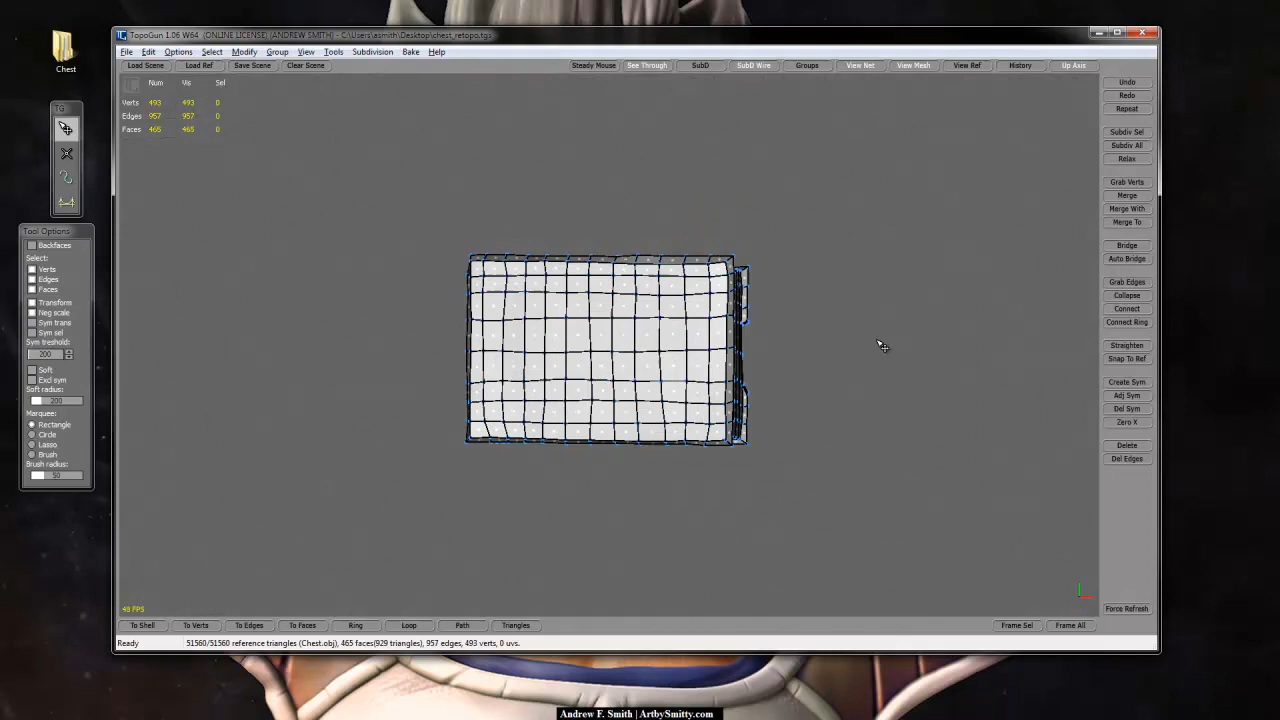 TopoGun 1.06 W64 (ONLINE LICENSE) (ANDREW SMITH) - C:\Users\asmith\Desktop\chest_retopo.tgs
File Edit Options Select Modify Group View Tools Subdivision Bake Help
Load Scene Load Ref Save Scene Clear Scene Steady Mouse See Through SubD SubD Wire Groups View Net View Mesh View Ref History Up Axis
Chest
Num Vis Sel
Verts 493 493 0
Edges 957 957 0
Faces 465 465 0
TG
Tool Options
Backfaces
Select:
Verts
Edges
Faces
Transform
Neg scale
Sym trans
Sym sel
Sym treshold:
200
Soft
Excl sym
Soft radius:
200
Marquee:
Rectangle
Circle
Lasso
Brush
Brush radius:
50
Undo
Redo
Repeat
Subdiv Sel
Subdiv All
Relax
Grab Verts
Merge
Merge With
Merge To
Bridge
Auto Bridge
Grab Edges
Collapse
Connect
Connect Ring
Straighten
Snap To Ref
Create Sym
Adj Sym
Del Sym
Zero X
Delete
Del Edges
Force Refresh
49 FPS
To Shell To Verts To Edges To Faces Ring Loop Path Triangles Frame Sel Frame All
Ready 51560/51560 reference triangles (Chest.obj), 465 faces(929 triangles), 957 edges, 493 verts, 0 uvs.
Andrew F. Smith | ArtbySmitty.com